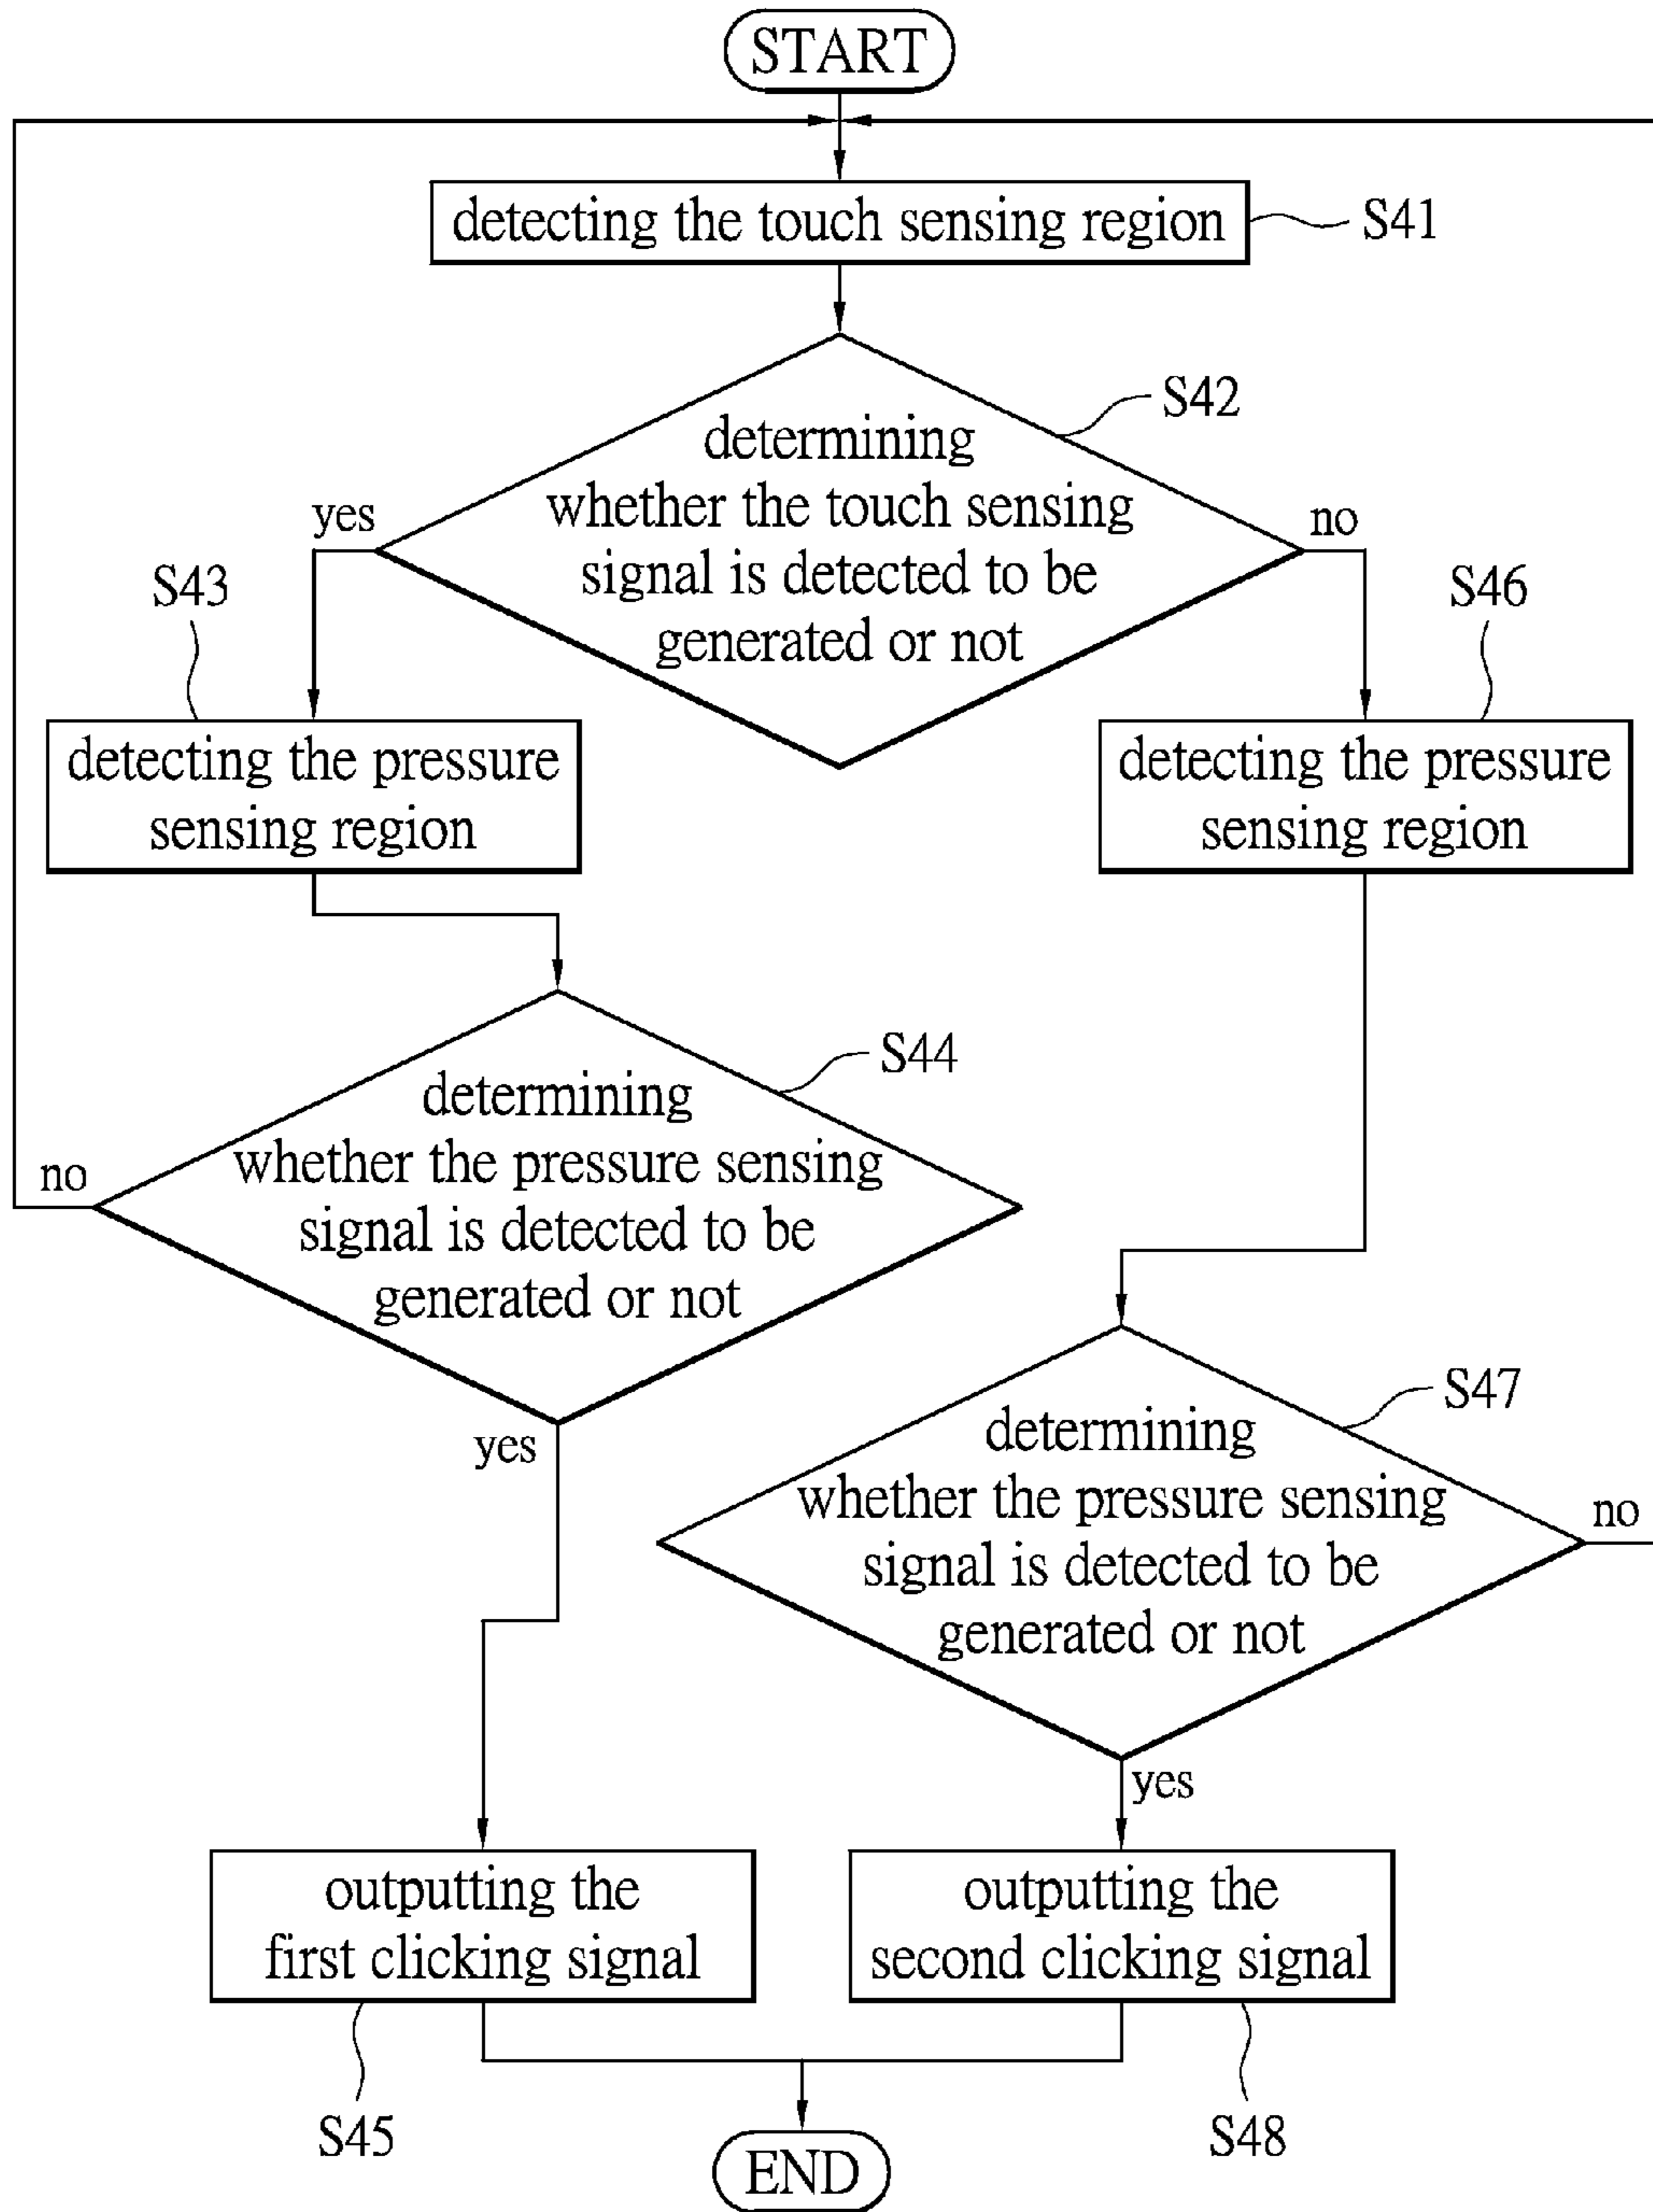 START
detecting the touch sensing region
S41
S42
determining
whether the touch sensing
signal is detected to be
generated or not
yes
no
S43
S46
detecting the pressure
sensing region
detecting the pressure
sensing region
S44
determining
whether the pressure sensing
signal is detected to be
generated or not
no
yes
S47
determining
whether the pressure sensing
signal is detected to be
generated or not
no
yes
outputting the
first clicking signal
outputting the
second clicking signal
S45
S48
END